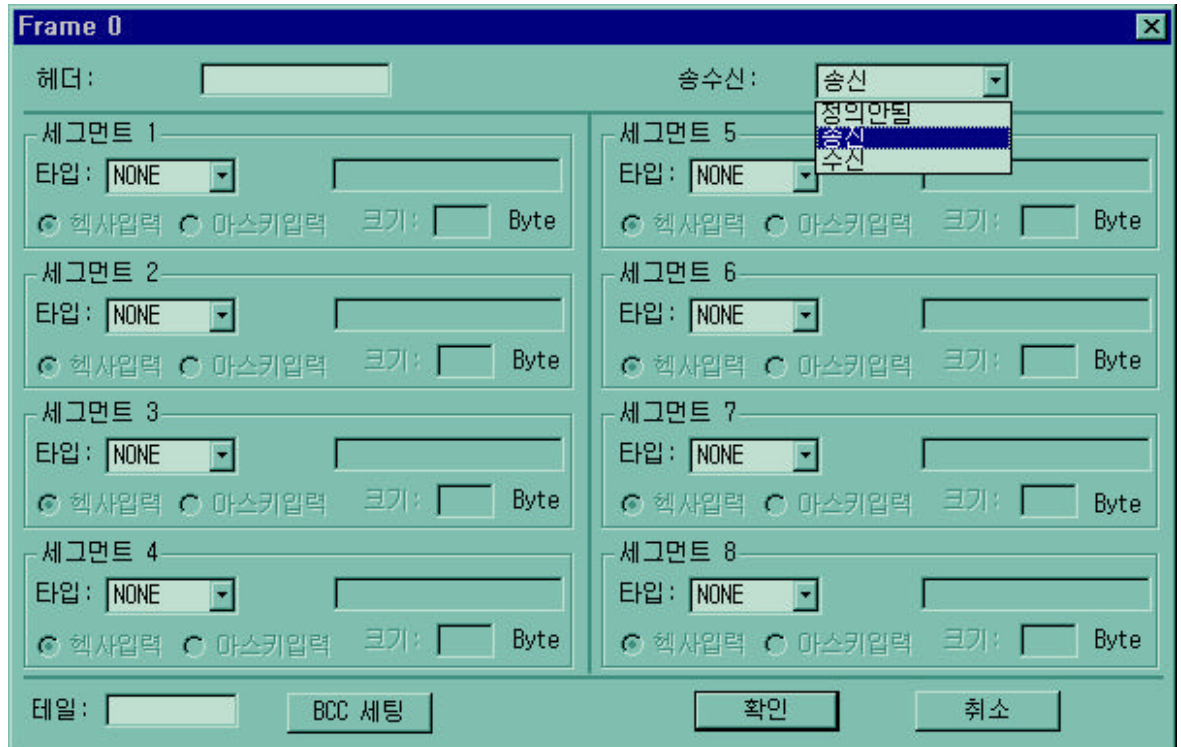 Frame 0
헤더: 송수신: 송신
정의안됨
송신
수신
세그먼트 1
타입: NONE
헥사입력 아스키입력 크기: Byte
세그먼트 2
타입: NONE
헥사입력 아스키입력 크기: Byte
세그먼트 3
타입: NONE
헥사입력 아스키입력 크기: Byte
세그먼트 4
타입: NONE
헥사입력 아스키입력 크기: Byte
세그먼트 5
타입: NONE
헥사입력 아스키입력 크기: Byte
세그먼트 6
타입: NONE
헥사입력 아스키입력 크기: Byte
세그먼트 7
타입: NONE
헥사입력 아스키입력 크기: Byte
세그먼트 8
타입: NONE
헥사입력 아스키입력 크기: Byte
테일: BCC 세팅 확인 취소